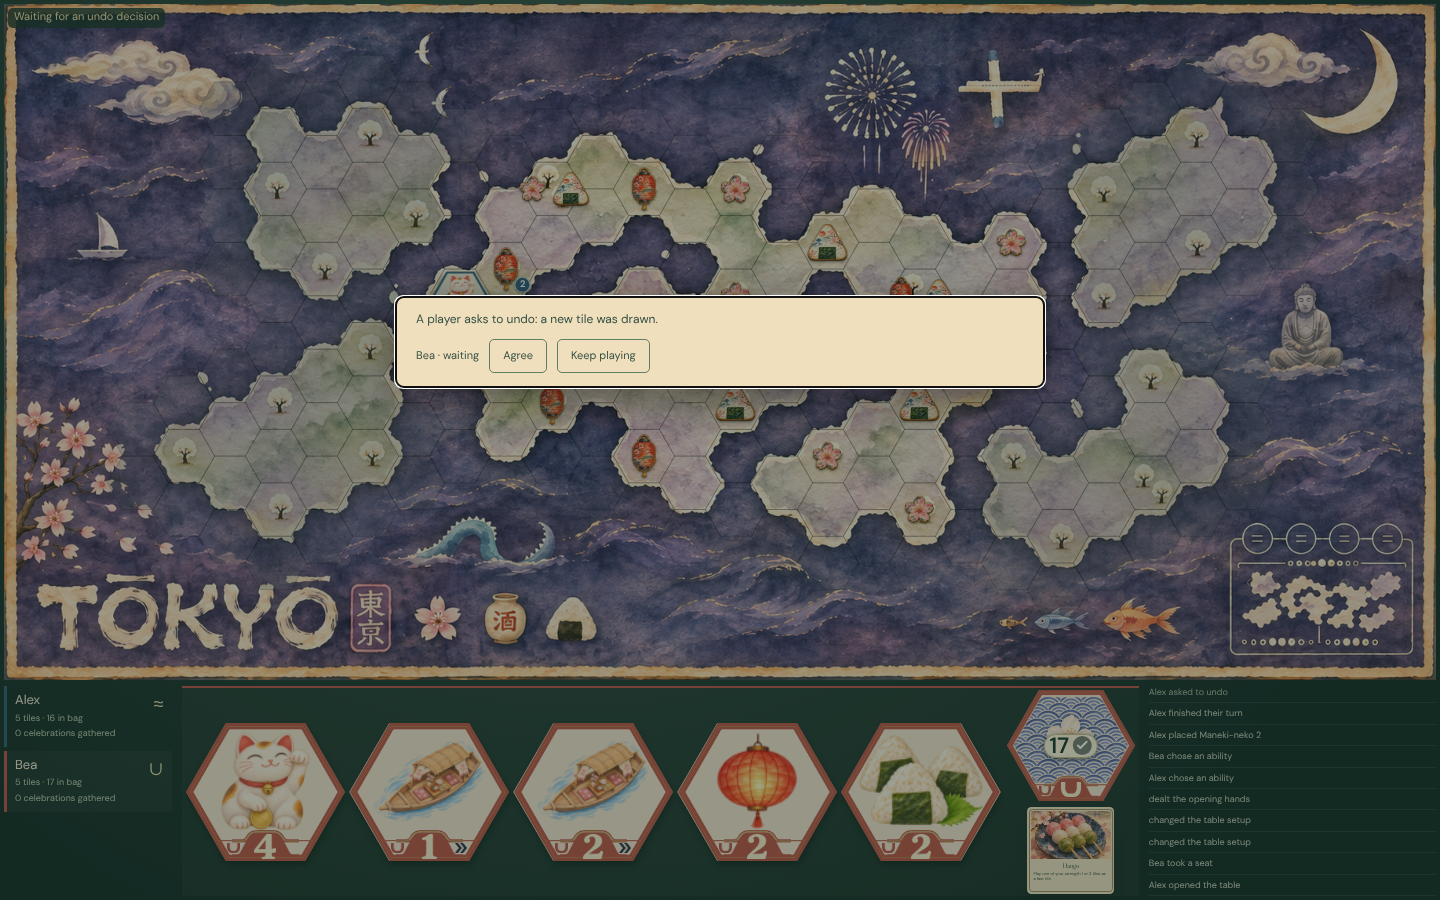 Waiting for an undo decision
2
A player asks to undo: a new tile was drawn.
Bea · waiting
Agree
Keep playing
TŌKYŌ
東京
酒
Alex
5 tiles · 16 in bag
0 celebrations gathered
Bea
5 tiles · 17 in bag
0 celebrations gathered
4
1 »
2 »
2
2
17
Dango
Alex asked to undo
Alex finished their turn
Alex placed Maneki-neko 2
Bea chose an ability
Alex chose an ability
dealt the opening hands
changed the table setup
changed the table setup
Bea took a seat
Alex opened the table